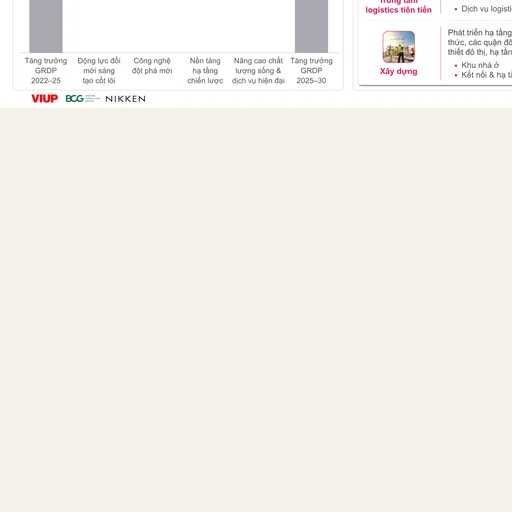 Tăng trưởng
GRDP
2022–25
Động lực đổi
mới sáng
tạo cốt lõi
Công nghệ
đột phá mới
Nền tảng
hạ tầng
chiến lược
Nâng cao chất
lượng sống &
dịch vụ hiện đại
Tăng trưởng
GRDP
2025–30
VIUP
BCG
NIKKEN
Trung tâm
logistics tiên tiến
• Dịch vụ logisti
Xây dựng
Phát triển hạ tầng
thức, các quận đô
thiết đô thị, hạ tần
• Khu nhà ở
• Kết nối & hạ t